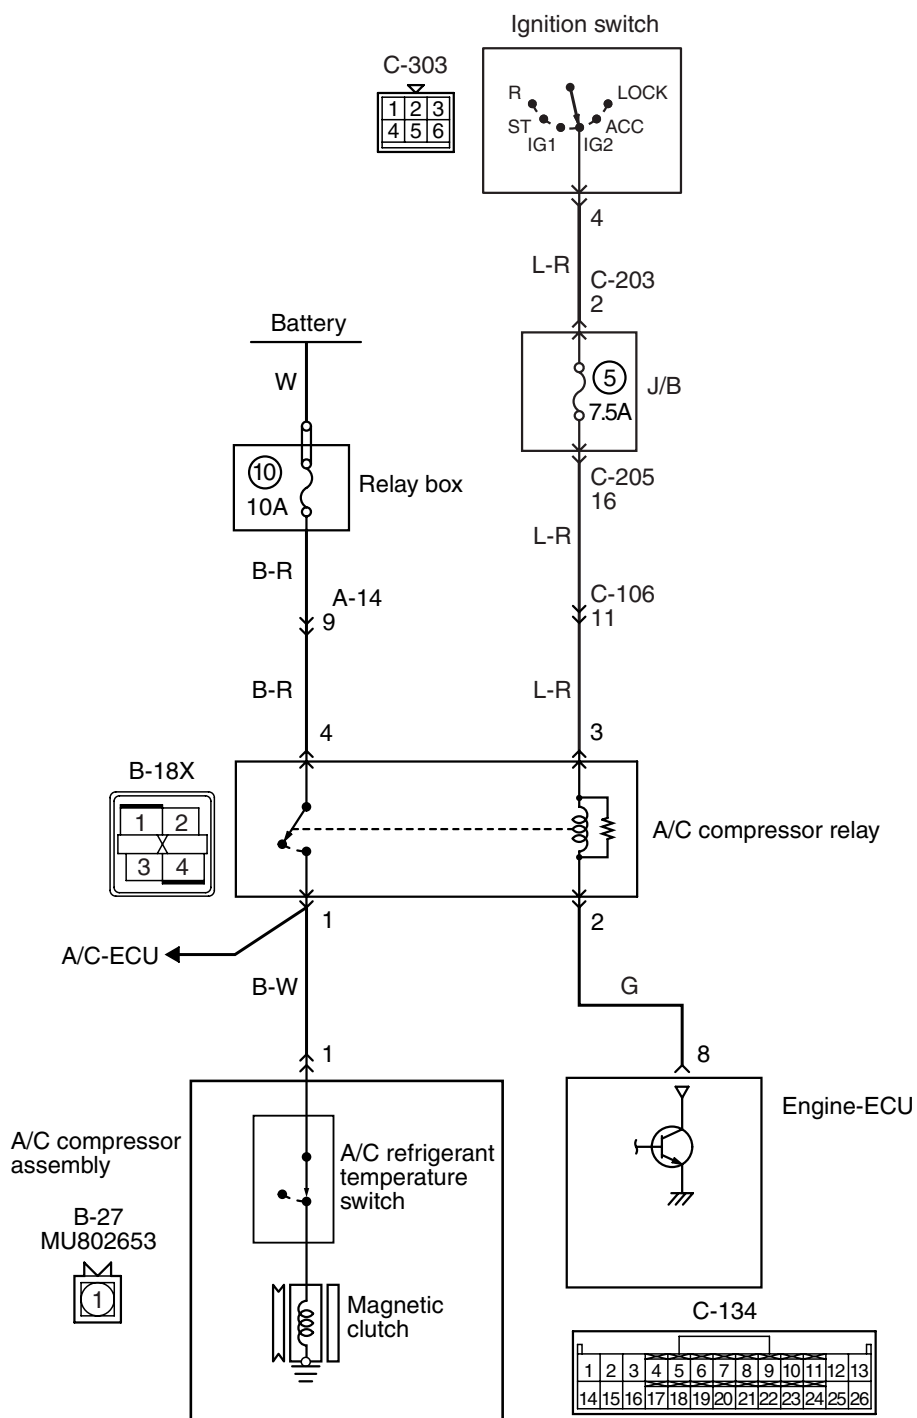 Ignition switch
C-303
1 2 3
4 5 6
R
LOCK
ST
ACC
IG1
IG2
4
L-R
C-203
2
Battery
W
5
7.5A
J/B
10
10A
Relay box
C-205
16
L-R
B-R
A-14
9
C-106
11
B-R
L-R
4
3
B-18X
1 2
3 4
A/C compressor relay
1
2
A/C-ECU
B-W
G
1
8
Engine-ECU
A/C compressor
assembly
A/C refrigerant
temperature
switch
B-27
MU802653
1
Magnetic
clutch
C-134
1 2 3 4 5 6 7 8 9 10 11 12 13
14 15 16 17 18 19 20 21 22 23 24 25 26